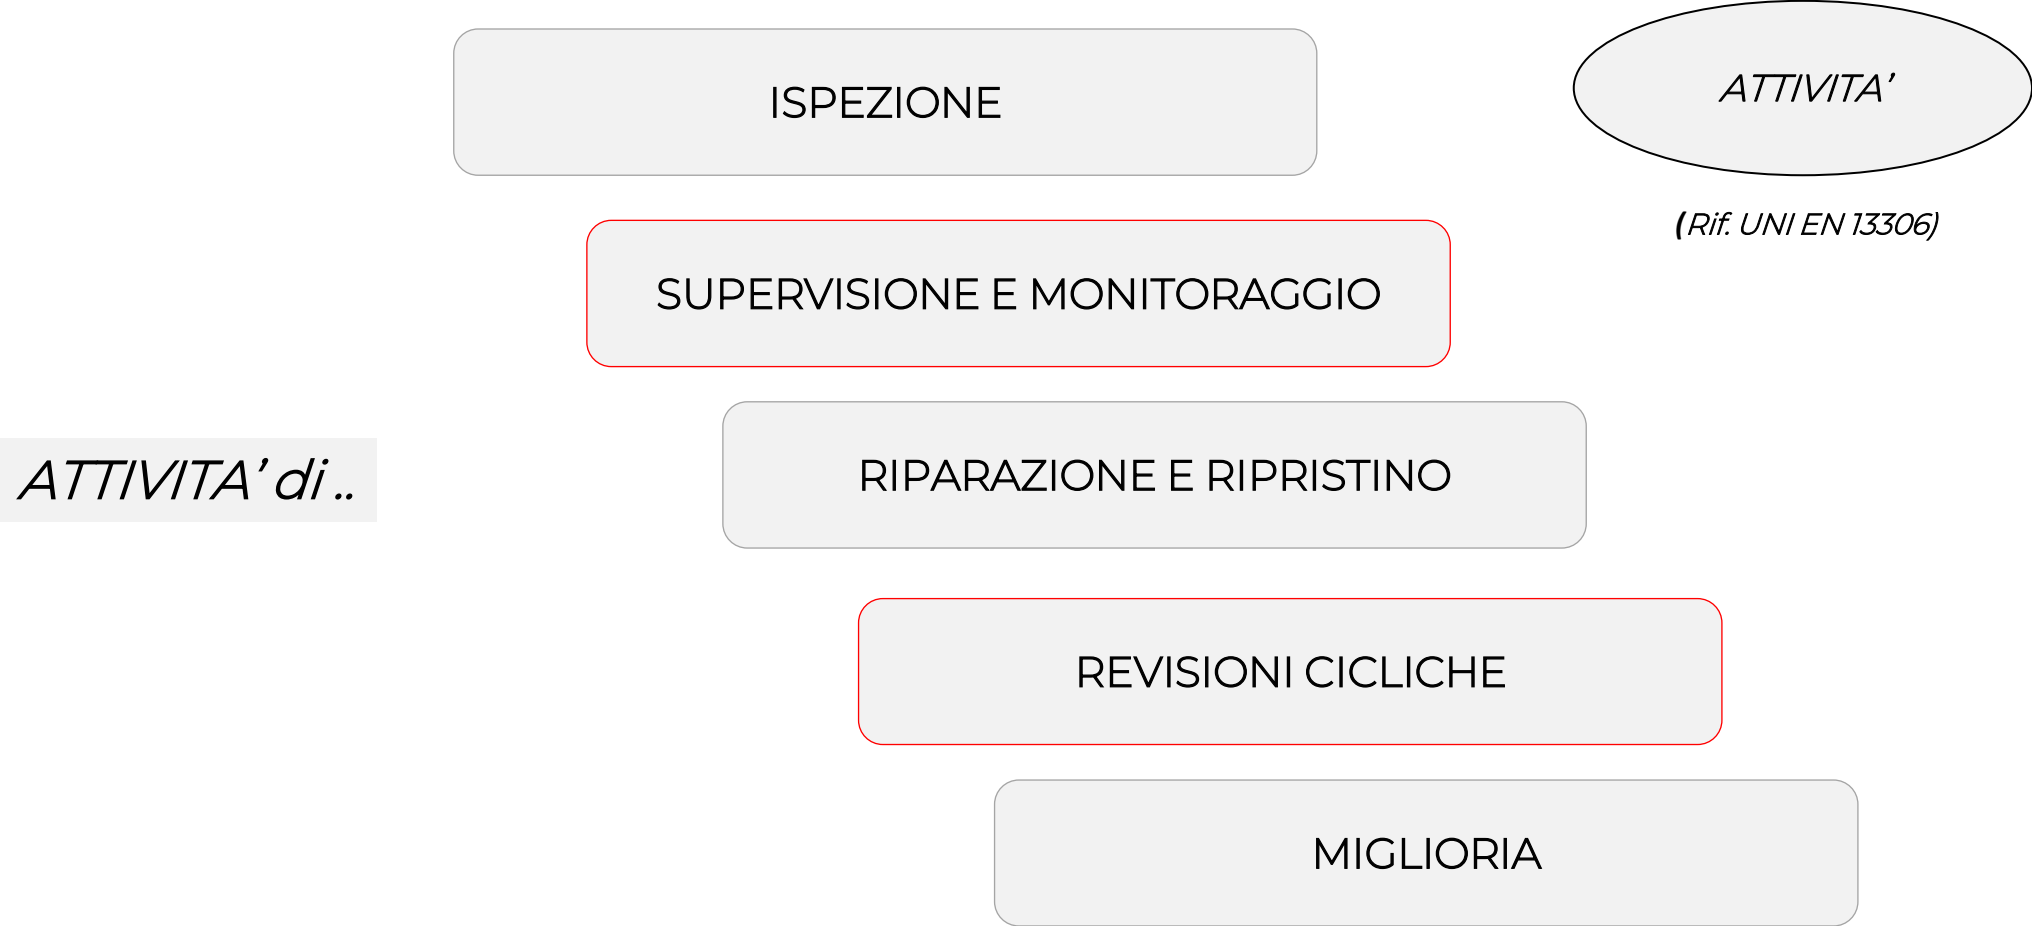 ISPEZIONE
ATTIVITA’
(Rif. UNI EN 13306)
SUPERVISIONE E MONITORAGGIO
RIPARAZIONE E RIPRISTINO
ATTIVITA’ di ..
REVISIONI CICLICHE
MIGLIORIA